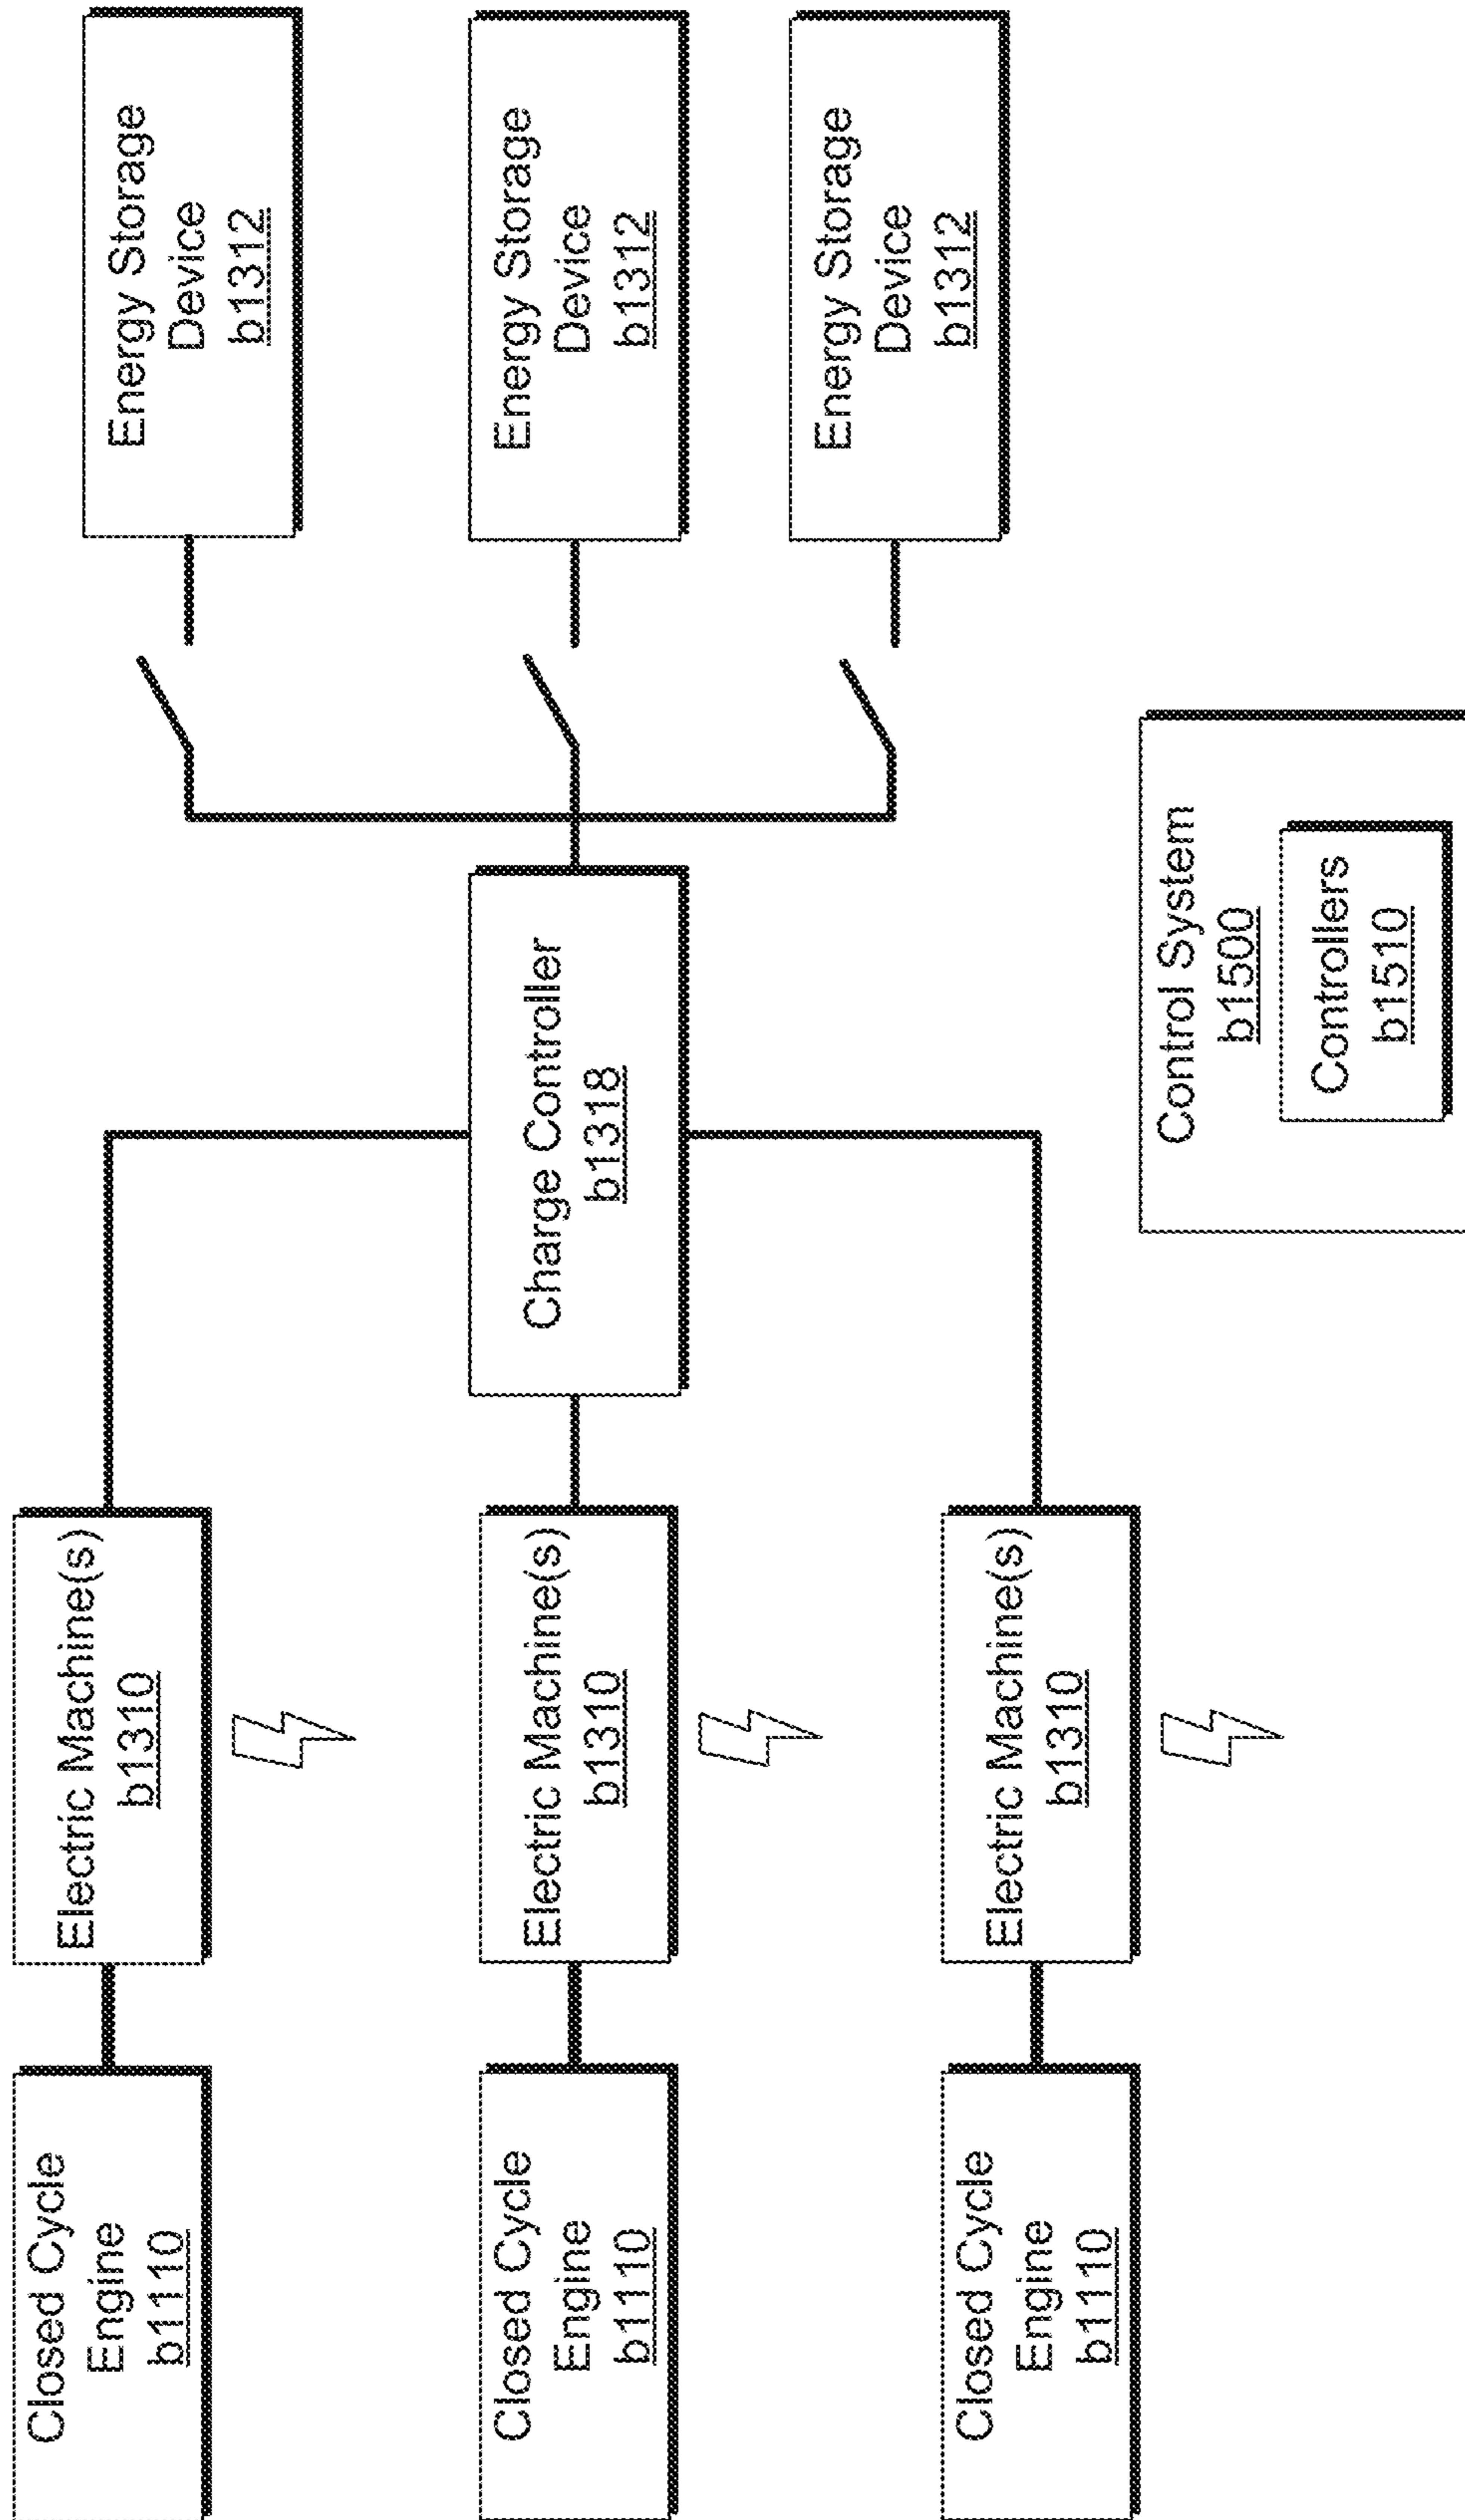 Closed Cycle
Engine
b1110
Electric Machine(s)
b1310
Energy Storage
Device
b1312
Closed Cycle
Engine
b1110
Electric Machine(s)
b1310
Charge Controller
b1318
Energy Storage
Device
b1312
Energy Storage
Device
b1312
Closed Cycle
Engine
b1110
Electric Machine(s)
b1310
Control System
b1500
Controllers
b1510